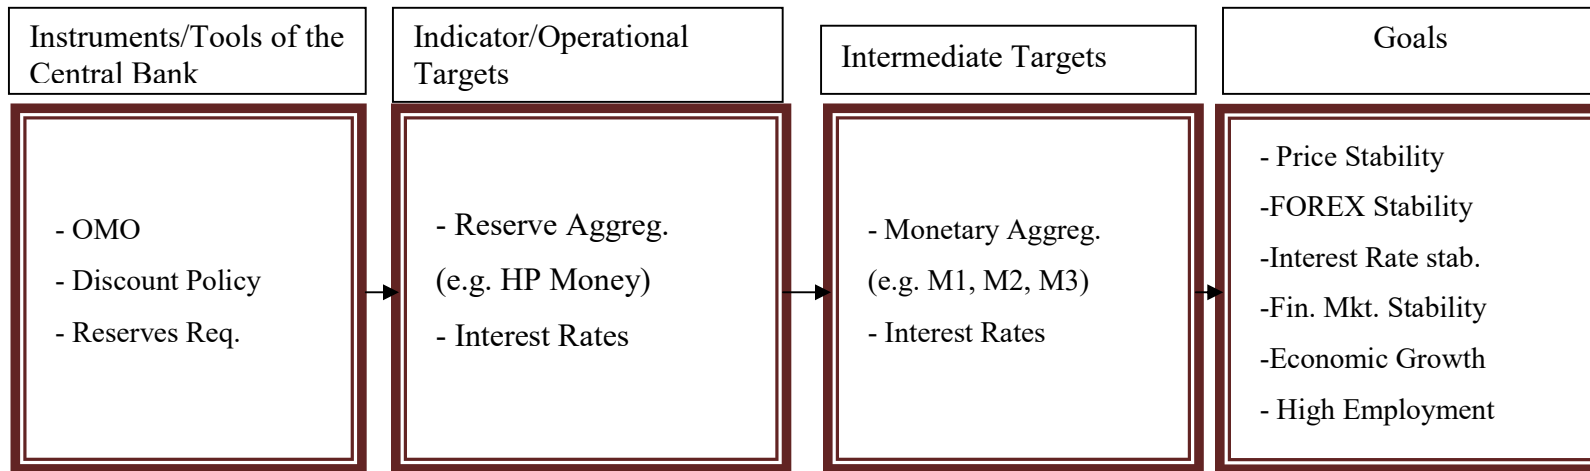 Instruments/Tools of the
Central Bank
Indicator/Operational
Targets
Intermediate Targets
Goals
- OMO
- Discount Policy
- Reserves Req.
- Reserve Aggreg.
(e.g. HP Money)
- Interest Rates
- Monetary Aggreg.
(e.g. M1, M2, M3)
- Interest Rates
- Price Stability
-FOREX Stability
-Interest Rate stab.
-Fin. Mkt. Stability
-Economic Growth
- High Employment